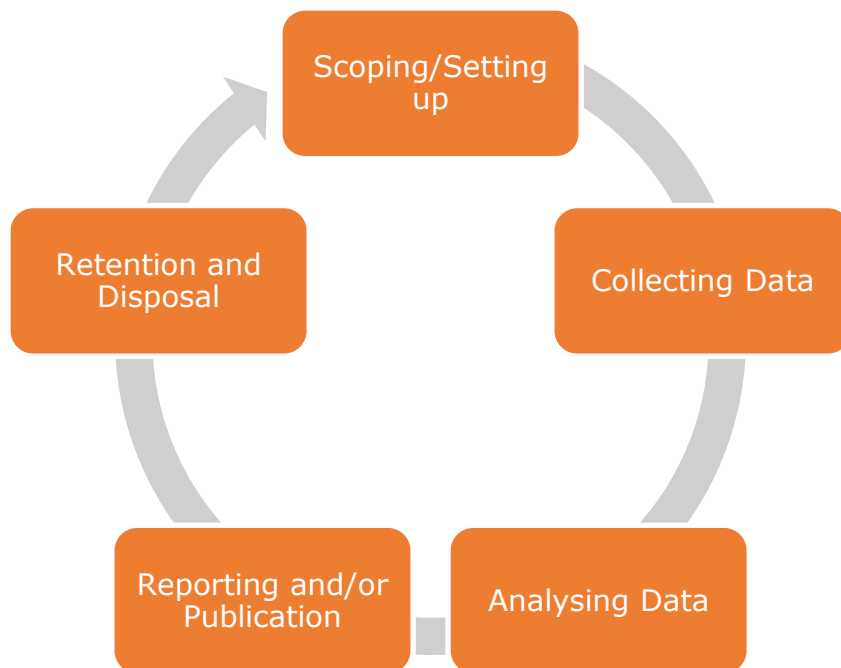 Scoping/Setting
up
Collecting Data
Analysing Data
Reporting and/or
Publication
Retention and
Disposal